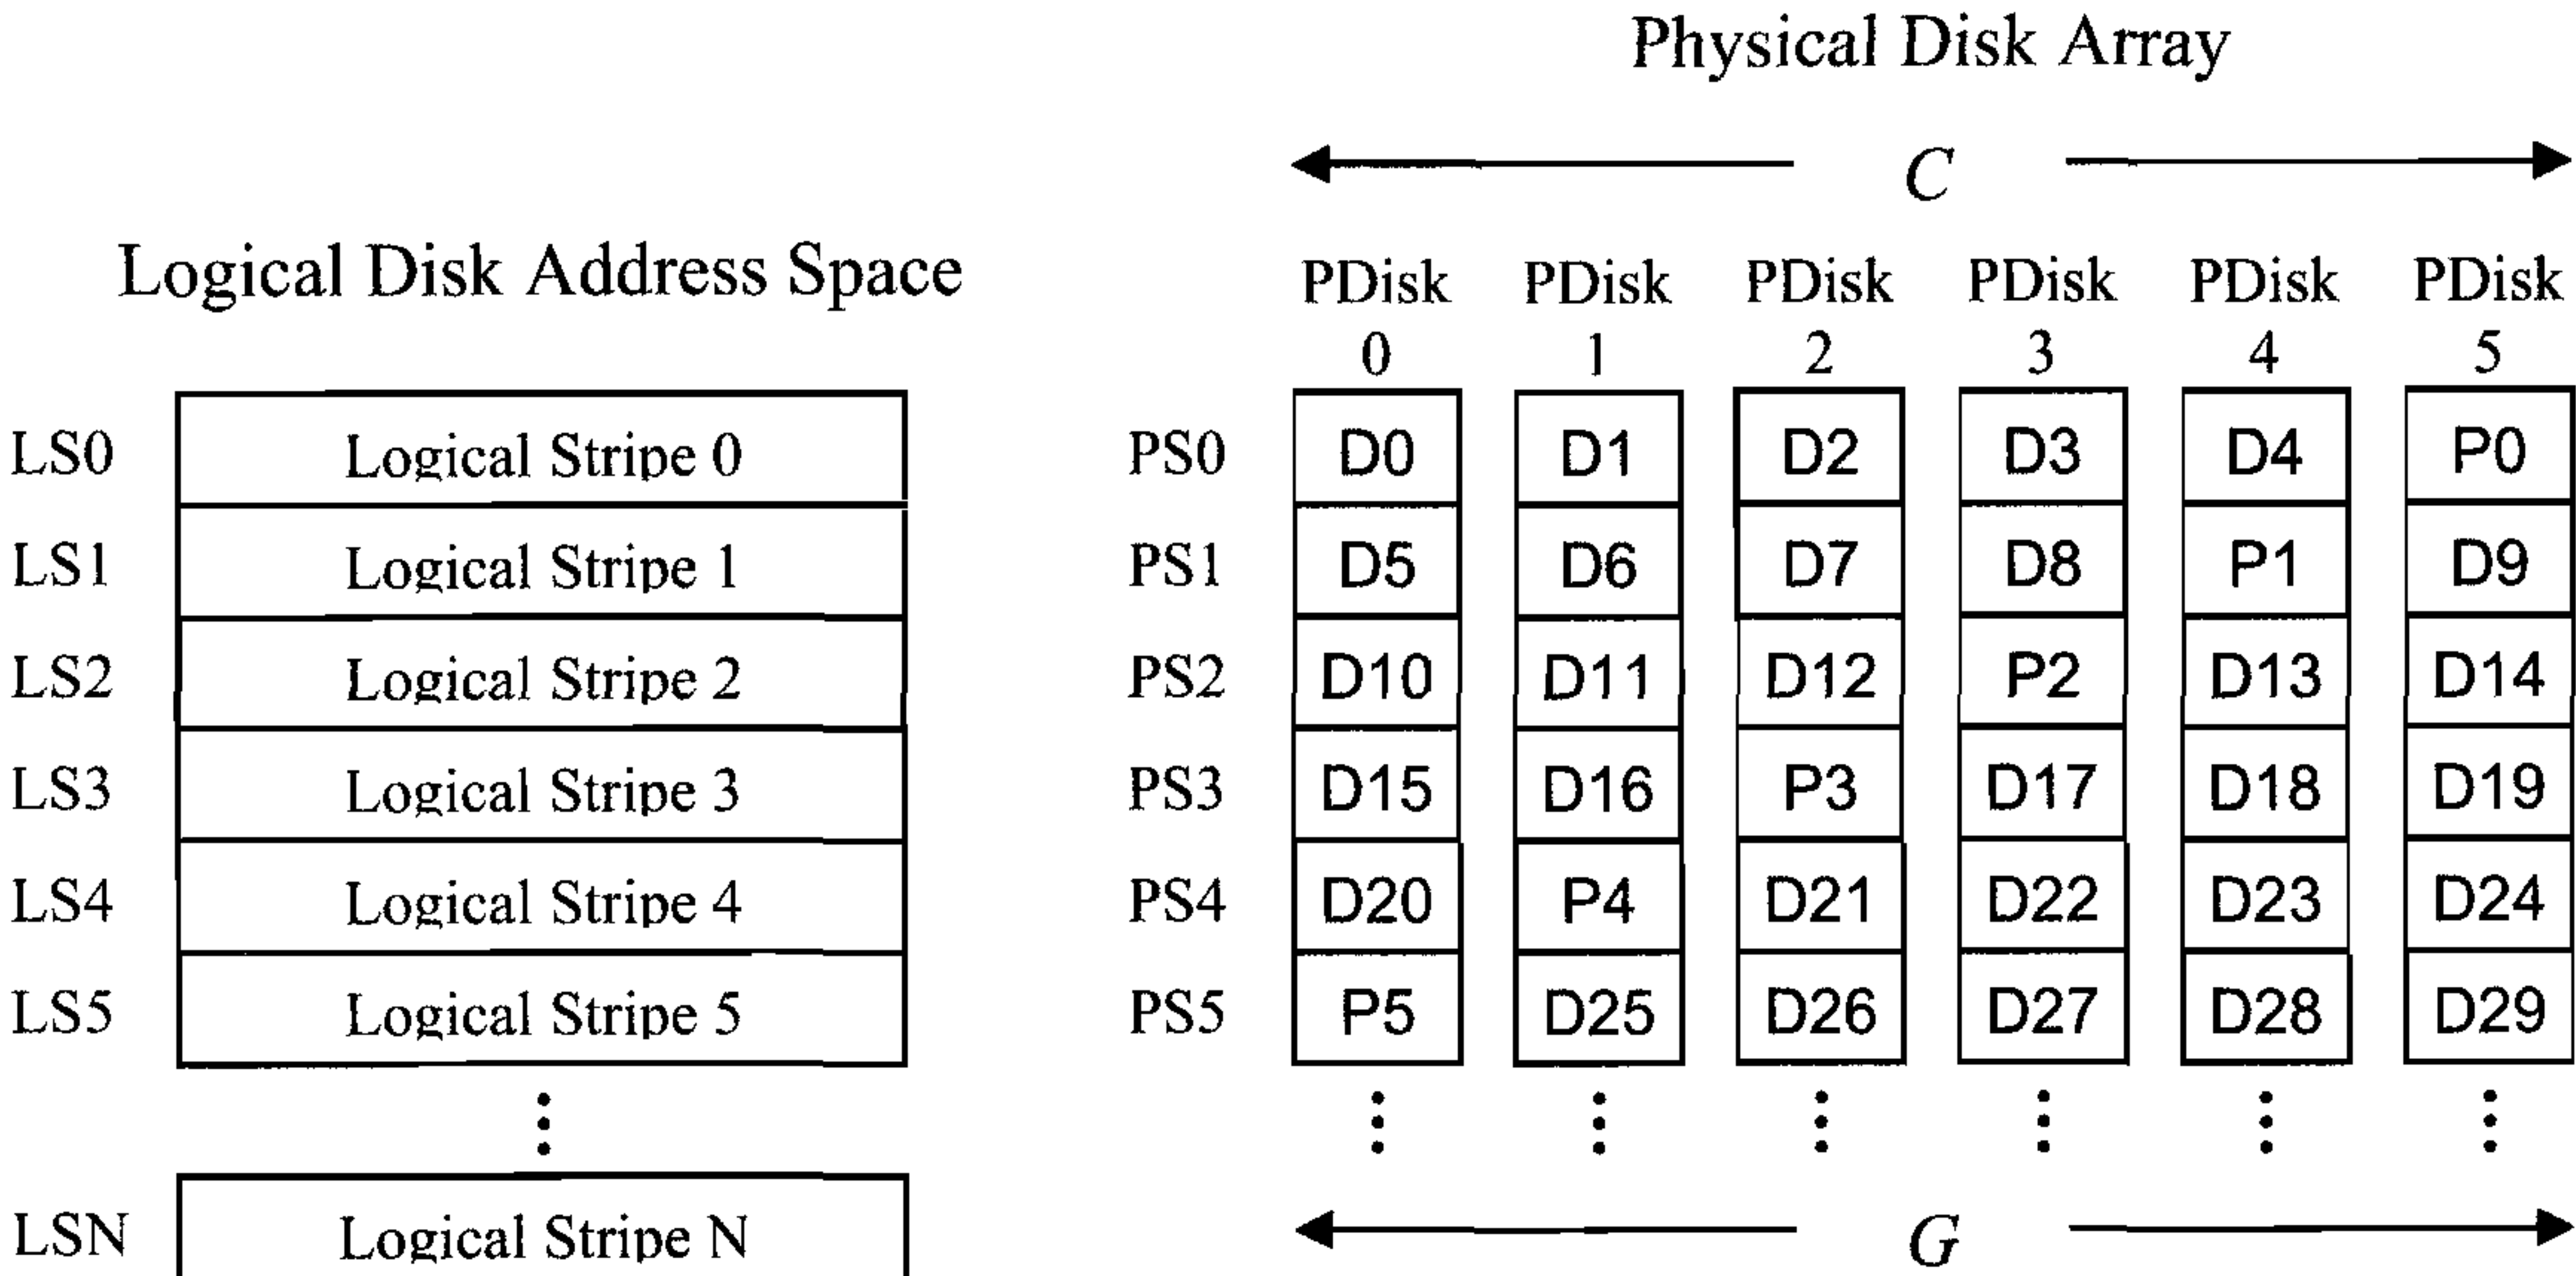 Physical Disk Array
C
Logical Disk Address Space
PDisk PDisk PDisk PDisk PDisk PDisk
0 1 2 3 4 5
LS0 Logical Stripe 0 PS0 D0 D1 D2 D3 D4 P0
LS1 Logical Stripe 1 PS1 D5 D6 D7 D8 P1 D9
LS2 Logical Stripe 2 PS2 D10 D11 D12 P2 D13 D14
LS3 Logical Stripe 3 PS3 D15 D16 P3 D17 D18 D19
LS4 Logical Stripe 4 PS4 D20 P4 D21 D22 D23 D24
LS5 Logical Stripe 5 PS5 P5 D25 D26 D27 D28 D29
LSN Logical Stripe N G